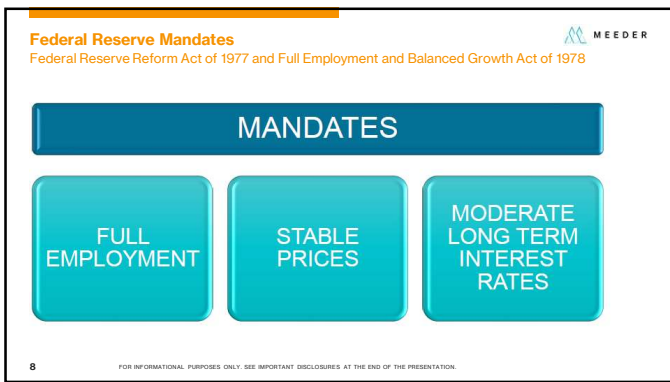 Federal Reserve Mandates
MEEDER
Federal Reserve Reform Act of 1977 and Full Employment and Balanced Growth Act of 1978
MANDATES
FULL
EMPLOYMENT
STABLE
PRICES
MODERATE
LONG TERM
INTEREST
RATES
8
FOR INFORMATIONAL PURPOSES ONLY. SEE IMPORTANT DISCLOSURES AT THE END OF THE PRESENTATION.